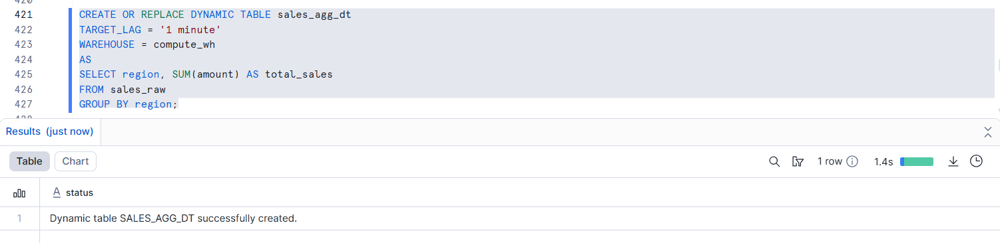 421 CREATE OR REPLACE DYNAMIC TABLE sales_agg_dt
422 TARGET_LAG = '1 minute'
423 WAREHOUSE = compute_wh
424 AS
425 SELECT region, SUM(amount) AS total_sales
426 FROM sales_raw
427 GROUP BY region;
Results (just now)
Table Chart 1 row 1.4s
A status
1 Dynamic table SALES_AGG_DT successfully created.